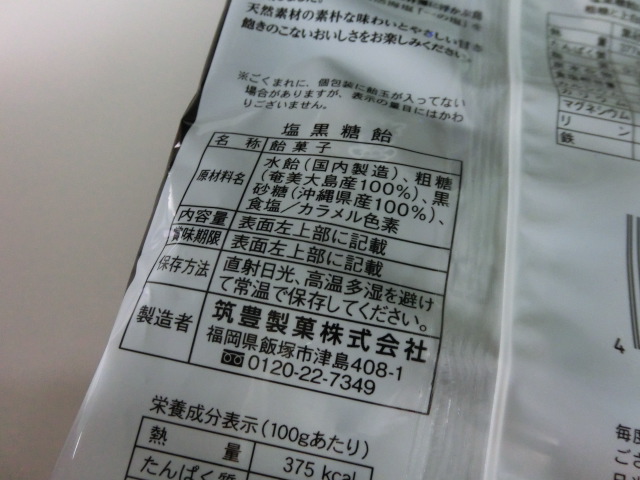 天然素材の素朴な味わいとやさしい甘さ
飽きのこないおいしさをお楽しみください。
※ごくまれに、個包装に飴玉が入ってない
場合がありますが、表示の量目にはかわ
りございません。
塩黒糖飴
名称 飴菓子
原材料名 水飴(国内製造)、粗糖
(奄美大島産100%)、黒
砂糖(沖縄県産100%)、
食塩/カラメル色素
内容量 表面左上部に記載
賞味期限 表面左上部に記載
保存方法 直射日光、高温多湿を避け
て常温で保存してください。
製造者 筑豊製菓株式会社
福岡県飯塚市津島408-1
0120-22-7349
栄養成分表示(100gあたり)
熱量 375 kcal
たんぱく質
マグネシウム
リン
鉄
4
毎度
ござ